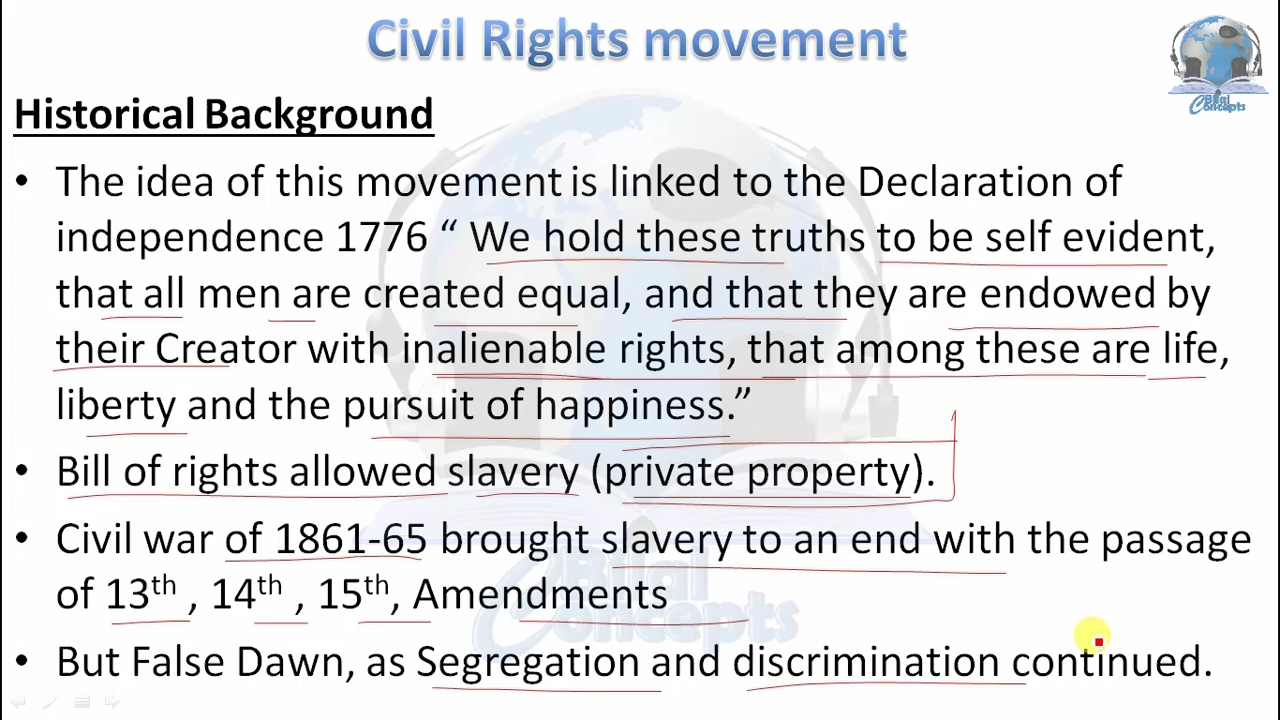 Civil Rights movement
Bilal
Concepts
Historical Background
• The idea of this movement is linked to the Declaration of
independence 1776 “ We hold these truths to be self evident,
that all men are created equal, and that they are endowed by
their Creator with inalienable rights, that among these are life,
liberty and the pursuit of happiness.”
• Bill of rights allowed slavery (private property).
• Civil war of 1861-65 brought slavery to an end with the passage
of 13th , 14th , 15th, Amendments
• But False Dawn, as Segregation and discrimination continued.
Bilal
Concepts